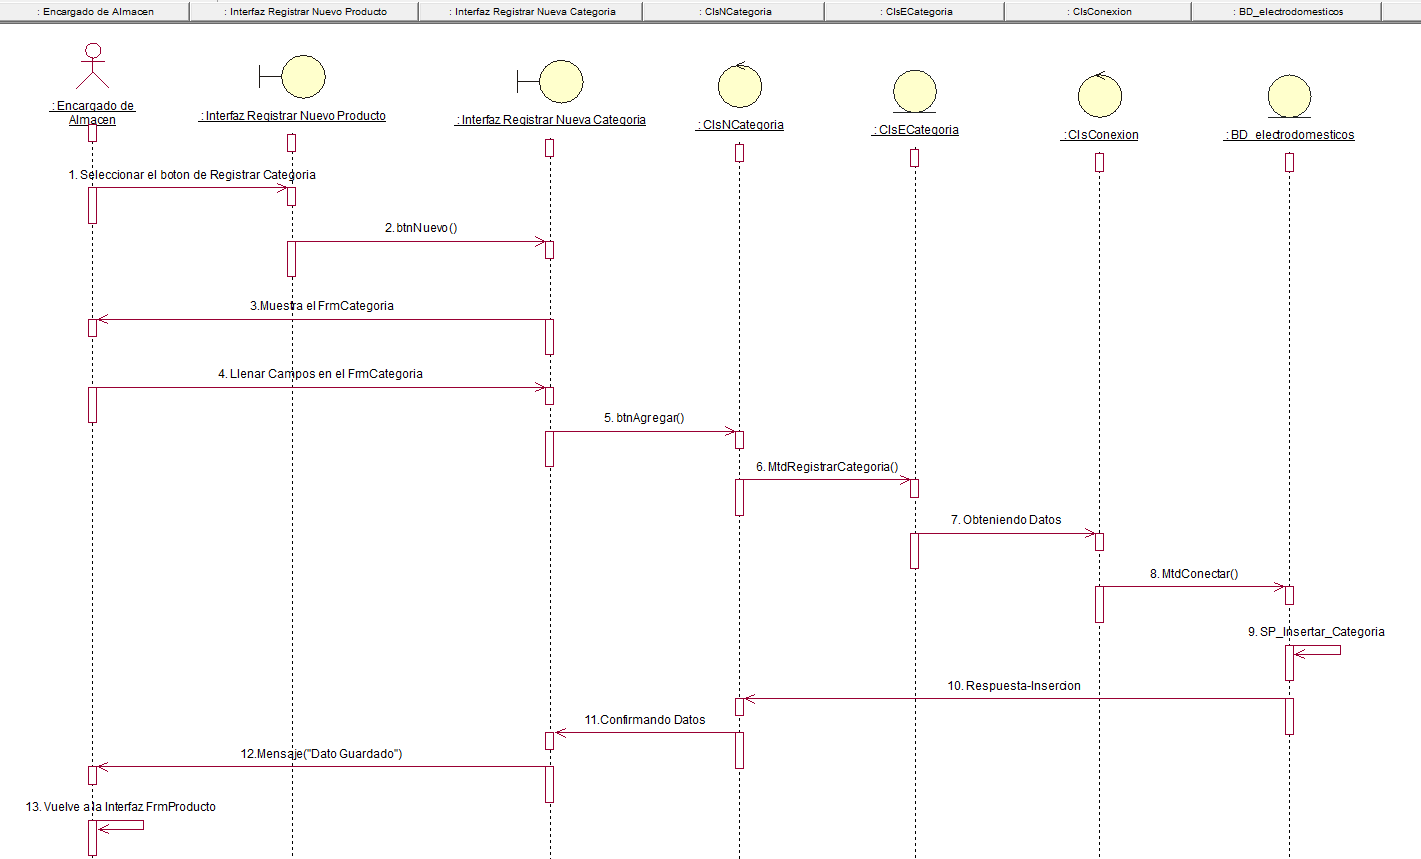 : Encargado de Almacen
: Interfaz Registrar Nuevo Producto
: Interfaz Registrar Nueva Categoria
: ClsNCategoria
: ClsECategoria
: ClsConexion
: BD_electrodomesticos
: Encargado de
Almacen
: Interfaz Registrar Nuevo Producto
: Interfaz Registrar Nueva Categoria
: ClsNCategoria
: ClsECategoria
: ClsConexion
: BD_electrodomesticos
1. Seleccionar el boton de Registrar Categoria
2. btnNuevo()
3.Muestra el FrmCategoria
4. Llenar Campos en el FrmCategoria
5. btnAgregar()
6. MtdRegistrarCategoria()
7. Obteniendo Datos
8. MtdConectar()
9. SP_Insertar_Categoria
10. Respuesta-Insercion
11.Confirmando Datos
12.Mensaje("Dato Guardado")
13. Vuelve a la Interfaz FrmProducto